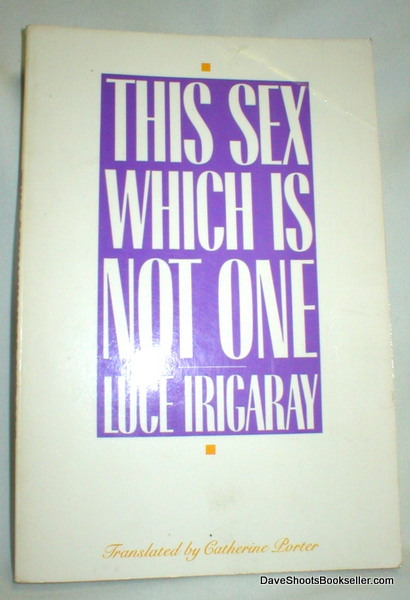 THIS SEX
WHICH IS
NOT ONE
LUCE IRIGARAY
Translated by Catherine Porter
DaveShootsBookseller.com